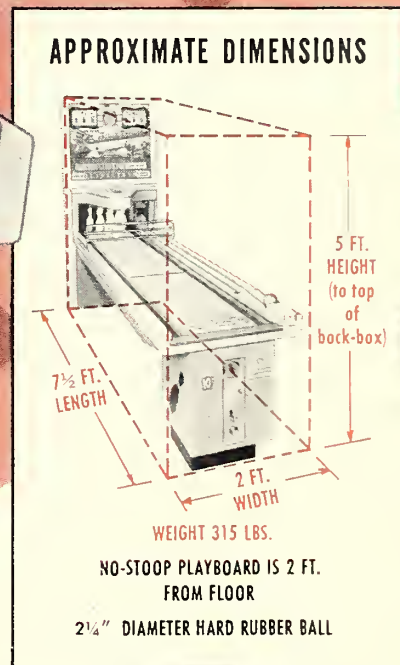 APPROXIMATE DIMENSIONS
5 FT.
HEIGHT
(to top
of
back-box)
7½ FT.
LENGTH
2 FT.
WIDTH
WEIGHT 315 LBS.
NO-STOOP PLAYBOARD IS 2 FT.
FROM FLOOR
2¼" DIAMETER HARD RUBBER BALL